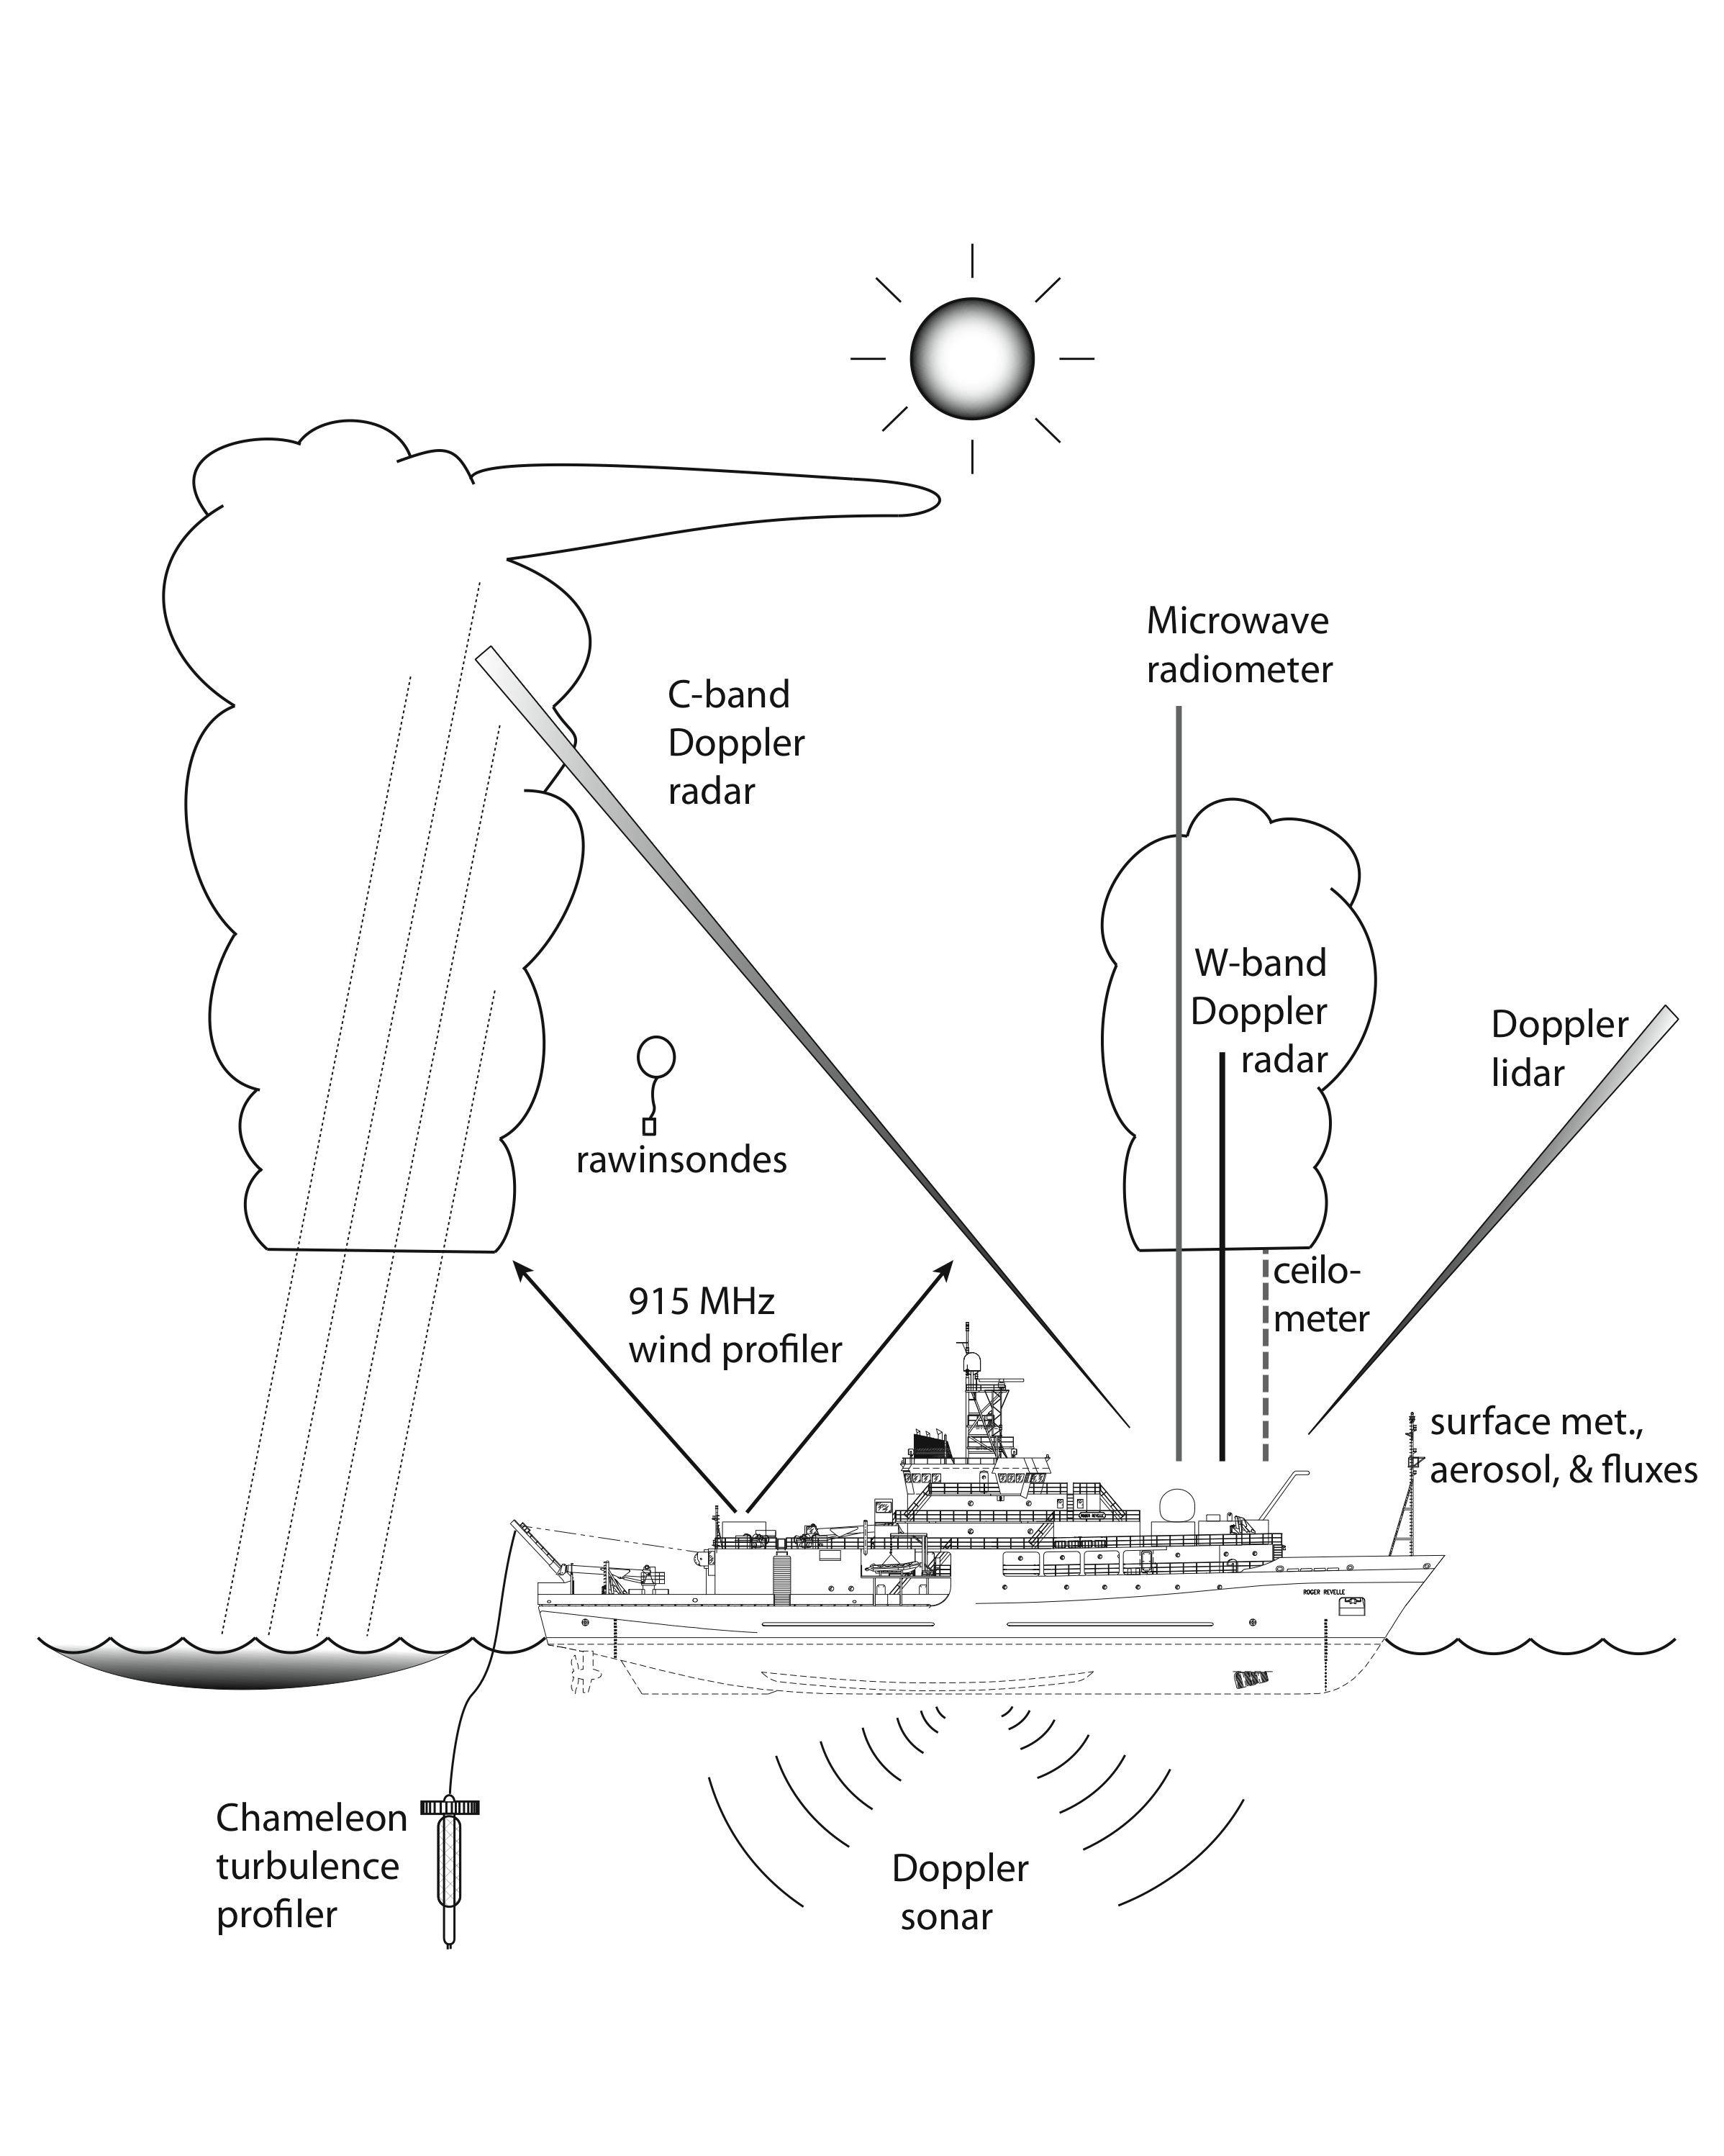 Microwave
radiometer
C-band
Doppler
radar
W-band
Doppler
radar
Doppler
lidar
rawinsondes
ceilo-
meter
915 MHz
wind profiler
surface met.,
aerosol, & fluxes
ROGER REVELLE
Chameleon
turbulence
profiler
Doppler
sonar